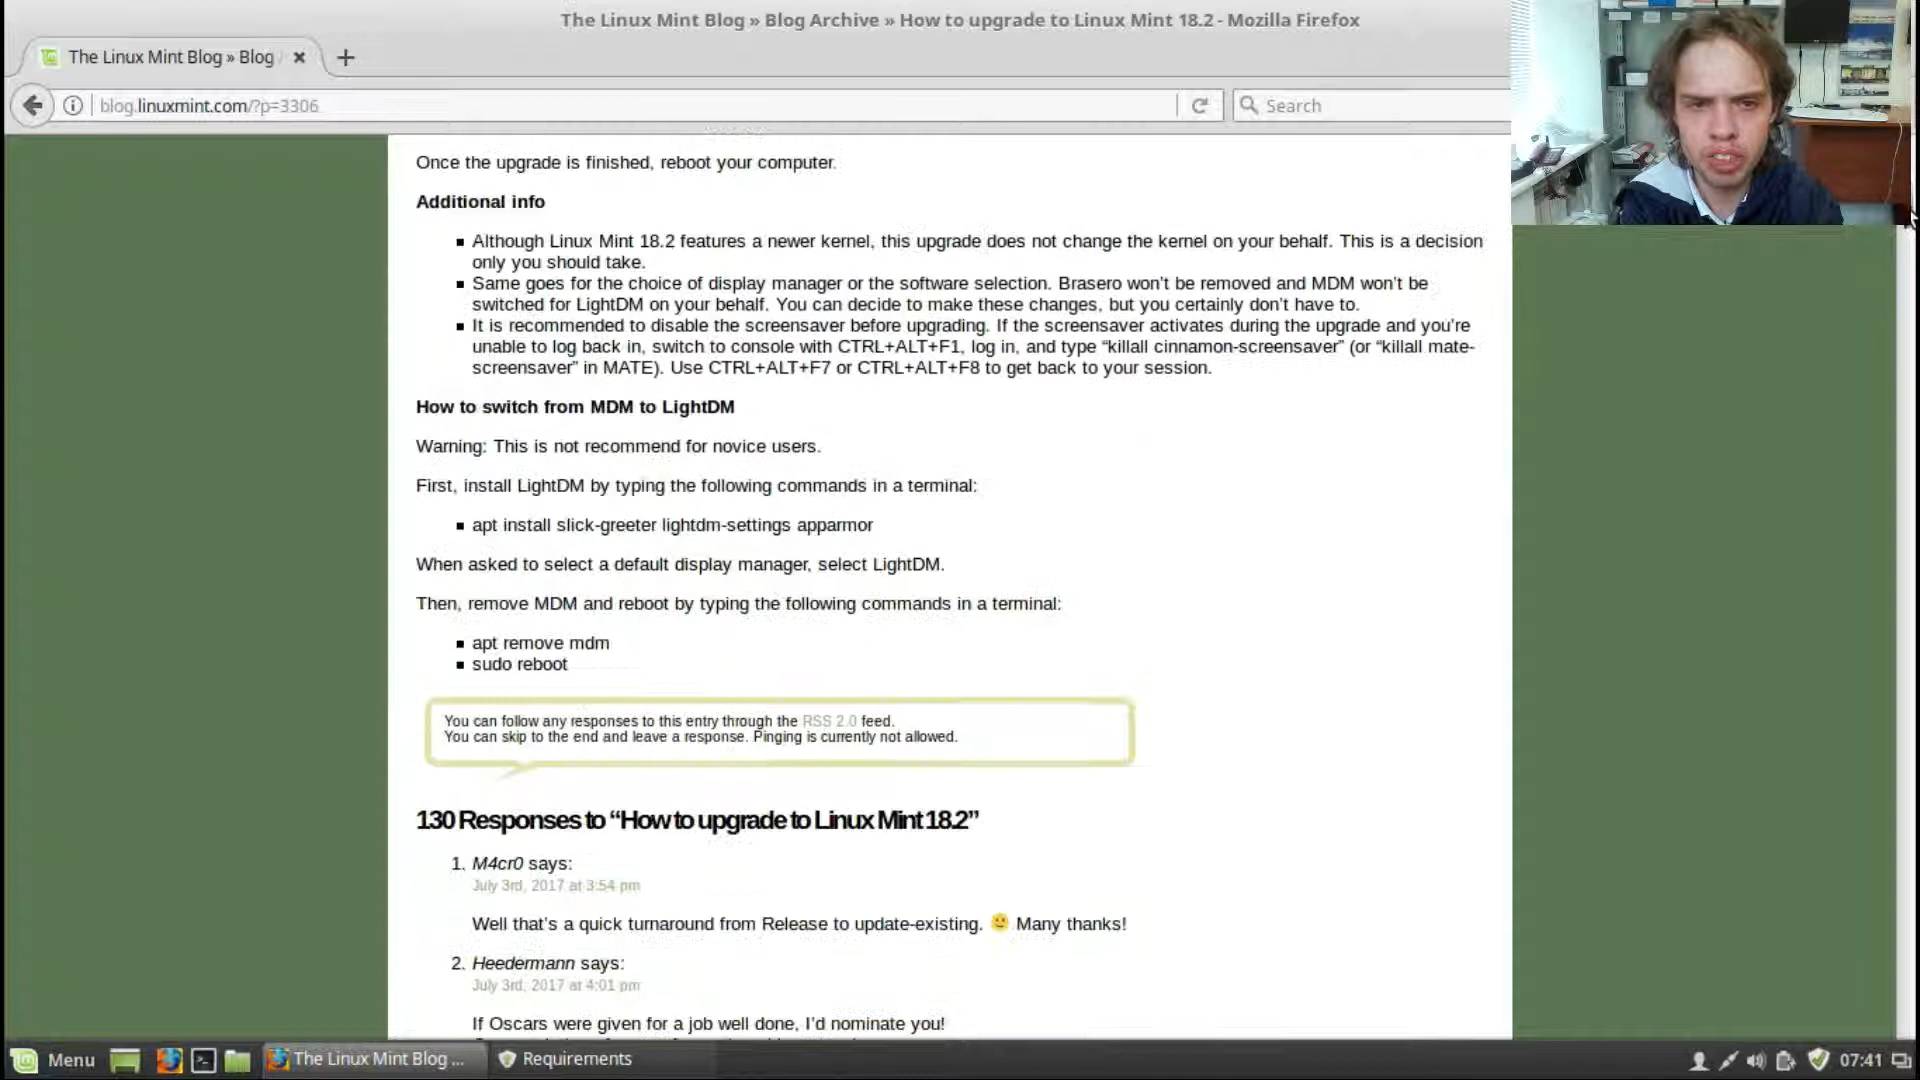 The Linux Mint Blog » Blog Archive » How to upgrade to Linux Mint 18.2 - Mozilla Firefox
The Linux Mint Blog » Blog
blog.linuxmint.com/?p=3306
Search
Once the upgrade is finished, reboot your computer.
Additional info
Although Linux Mint 18.2 features a newer kernel, this upgrade does not change the kernel on your behalf. This is a decision
only you should take.
Same goes for the choice of display manager or the software selection. Brasero won’t be removed and MDM won’t be
switched for LightDM on your behalf. You can decide to make these changes, but you certainly don’t have to.
It is recommended to disable the screensaver before upgrading. If the screensaver activates during the upgrade and you’re
unable to log back in, switch to console with CTRL+ALT+F1, log in, and type “killall cinnamon-screensaver” (or “killall mate-
screensaver” in MATE). Use CTRL+ALT+F7 or CTRL+ALT+F8 to get back to your session.
How to switch from MDM to LightDM
Warning: This is not recommend for novice users.
First, install LightDM by typing the following commands in a terminal:
apt install slick-greeter lightdm-settings apparmor
When asked to select a default display manager, select LightDM.
Then, remove MDM and reboot by typing the following commands in a terminal:
apt remove mdm
sudo reboot
You can follow any responses to this entry through the RSS 2.0 feed.
You can skip to the end and leave a response. Pinging is currently not allowed.
130 Responses to “How to upgrade to Linux Mint 18.2”
1. M4cr0 says:
July 3rd, 2017 at 3:54 pm
Well that’s a quick turnaround from Release to update-existing. 🙂 Many thanks!
2. Heedermann says:
July 3rd, 2017 at 4:01 pm
If Oscars were given for a job well done, I’d nominate you!
Menu
The Linux Mint Blog ...
Requirements
07:41